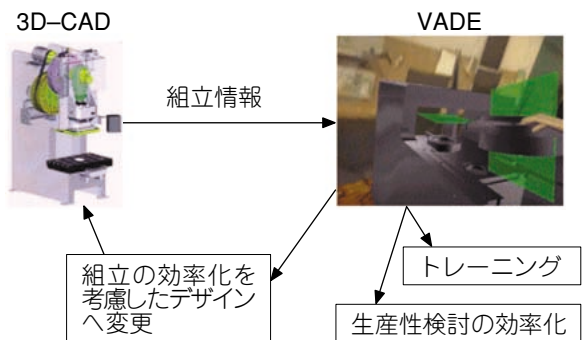 3D–CAD
VADE
組立情報
組立の効率化を
考慮したデザイン
へ変更
トレーニング
生産性検討の効率化